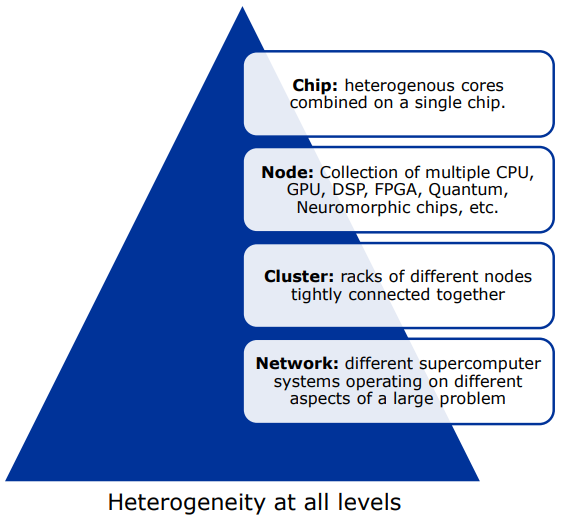 Chip: heterogenous cores
combined on a single chip.
Node: Collection of multiple CPU,
GPU, DSP, FPGA, Quantum,
Neuromorphic chips, etc.
Cluster: racks of different nodes
tightly connected together
Network: different supercomputer
systems operating on different
aspects of a large problem
Heterogeneity at all levels